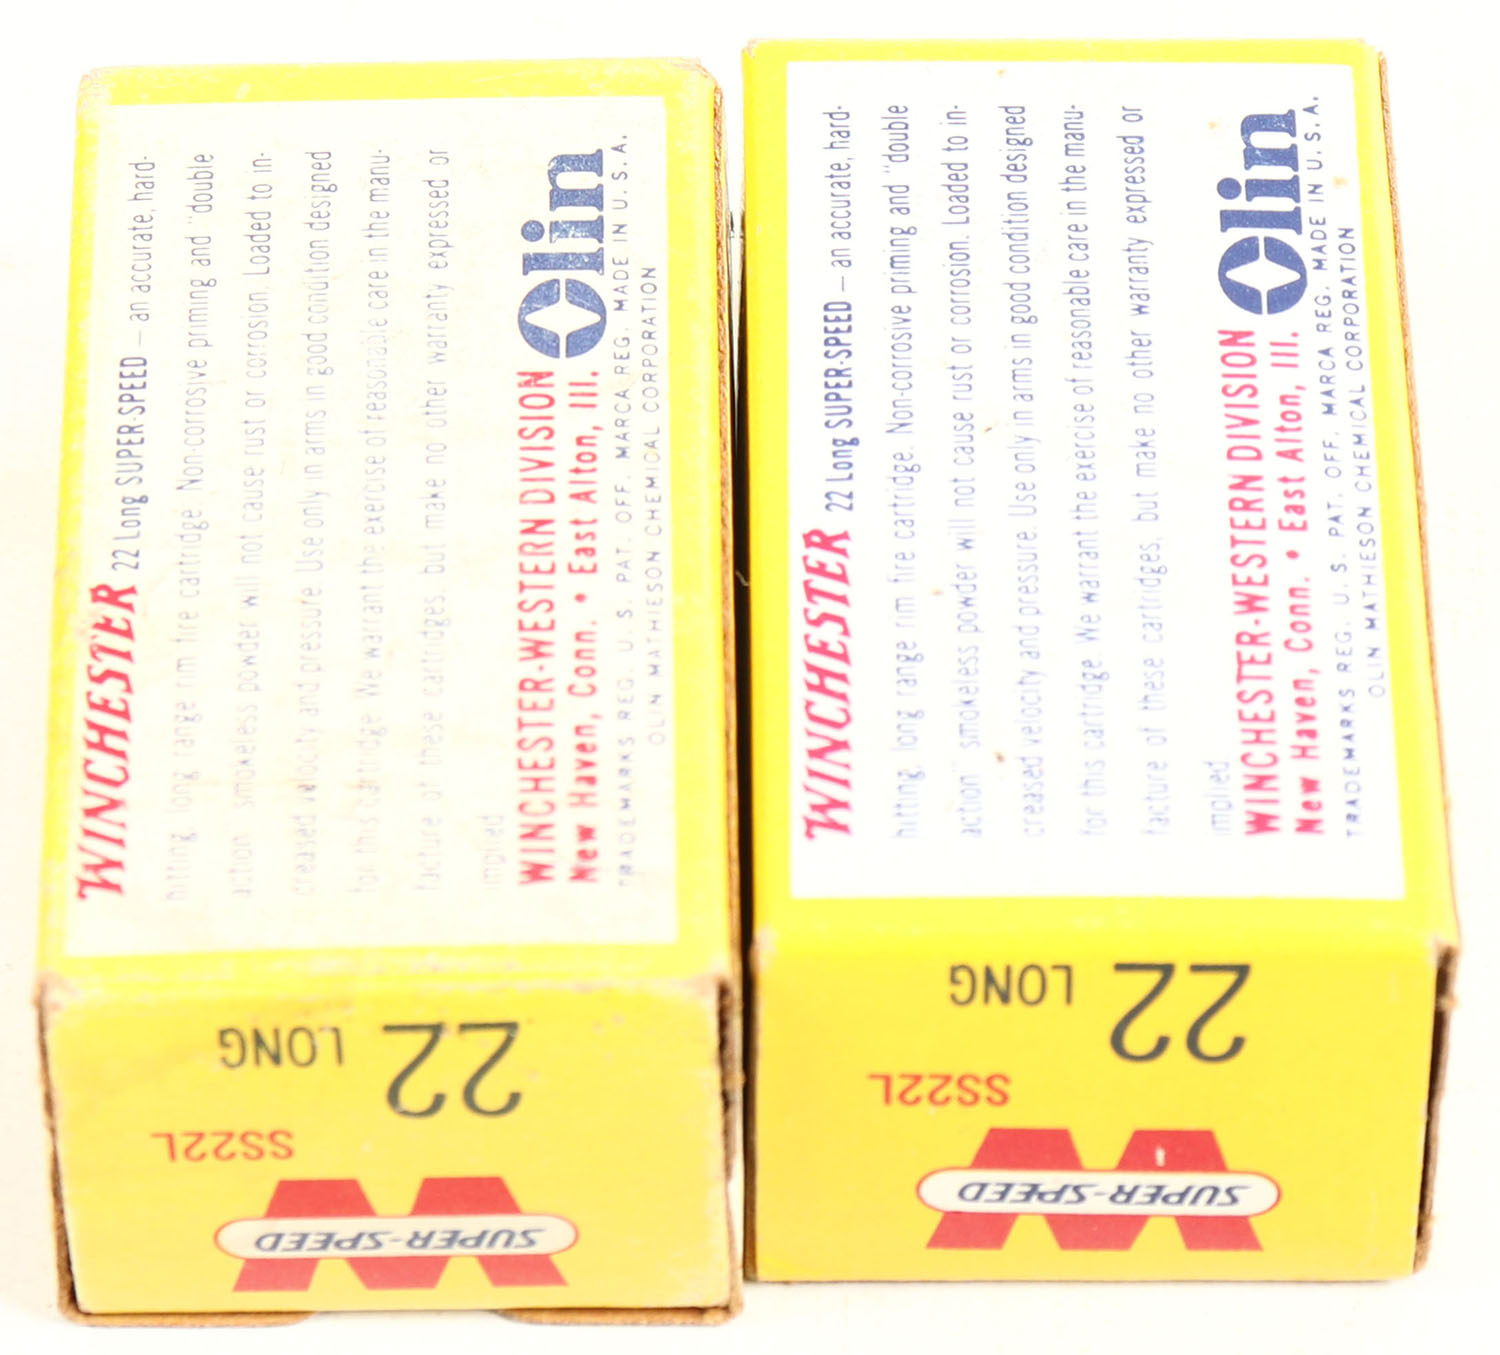 WINCHESTER 22 Long SUPER-SPEED — an accurate, hard-
hitting, long range rim fire cartridge. Non-corrosive priming and "double
action" smokeless powder will not cause rust or corrosion. Loaded to in-
creased velocity and pressure. Use only in arms in good condition designed
for this cartridge. We warrant the exercise of reasonable care in the manu-
facture of these cartridges, but make no other warranty expressed or
implied
WINCHESTER-WESTERN DIVISION
New Haven, Conn. • East Alton, Ill.
Olin
TRADEMARKS REG. U. S. PAT. OFF. MARCA REG. MADE IN U. S. A.
OLIN MATHIESON CHEMICAL CORPORATION
22 LONG
SS22L
SUPER-SPEED
WINCHESTER 22 Long SUPER-SPEED — an accurate, hard-
hitting, long range rim fire cartridge. Non-corrosive priming and "double
action" smokeless powder will not cause rust or corrosion. Loaded to in-
creased velocity and pressure. Use only in arms in good condition designed
for this cartridge. We warrant the exercise of reasonable care in the manu-
facture of these cartridges, but make no other warranty expressed or
implied
WINCHESTER-WESTERN DIVISION
New Haven, Conn. • East Alton, Ill.
Olin
TRADEMARKS REG. U. S. PAT. OFF. MARCA REG. MADE IN U. S. A.
OLIN MATHIESON CHEMICAL CORPORATION
22 LONG
SS22L
W
SUPER-SPEED